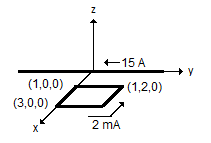 z
15 A
y
(1,0,0)
(1,2,0)
(3,0,0)
x
2 mA